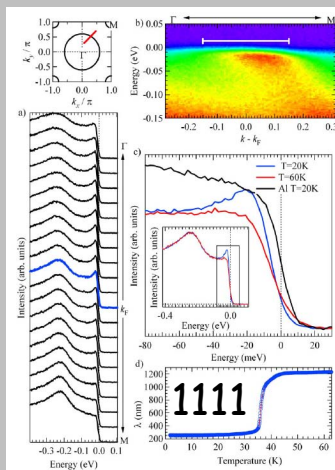 Γ M
b)
1.0
0.5
0.0
-0.5
-1.0
k_y / π
M
-1.0 0.0 1.0
k_x / π
Energy (eV)
0.05
0.00
-0.05
-0.10
-0.15
-0.2 -0.1 0.0 0.1 0.2 0.3
k - k_F
a)
Intensity (arb. units)
Γ
k_F
M
-0.4 -0.3 -0.2 -0.1 0.0 0.1
Energy (eV)
c)
T=20K
T=60K
Al T=20K
Intensity (arb. units)
Intensity (arb. units)
-0.4 0.0
Energy (eV)
-80 -60 -40 -20 0 20
Energy (meV)
d)
λ (nm)
1200
1000
800
600
400
200
1111
0 10 20 30 40 50 60
Temperature (K)